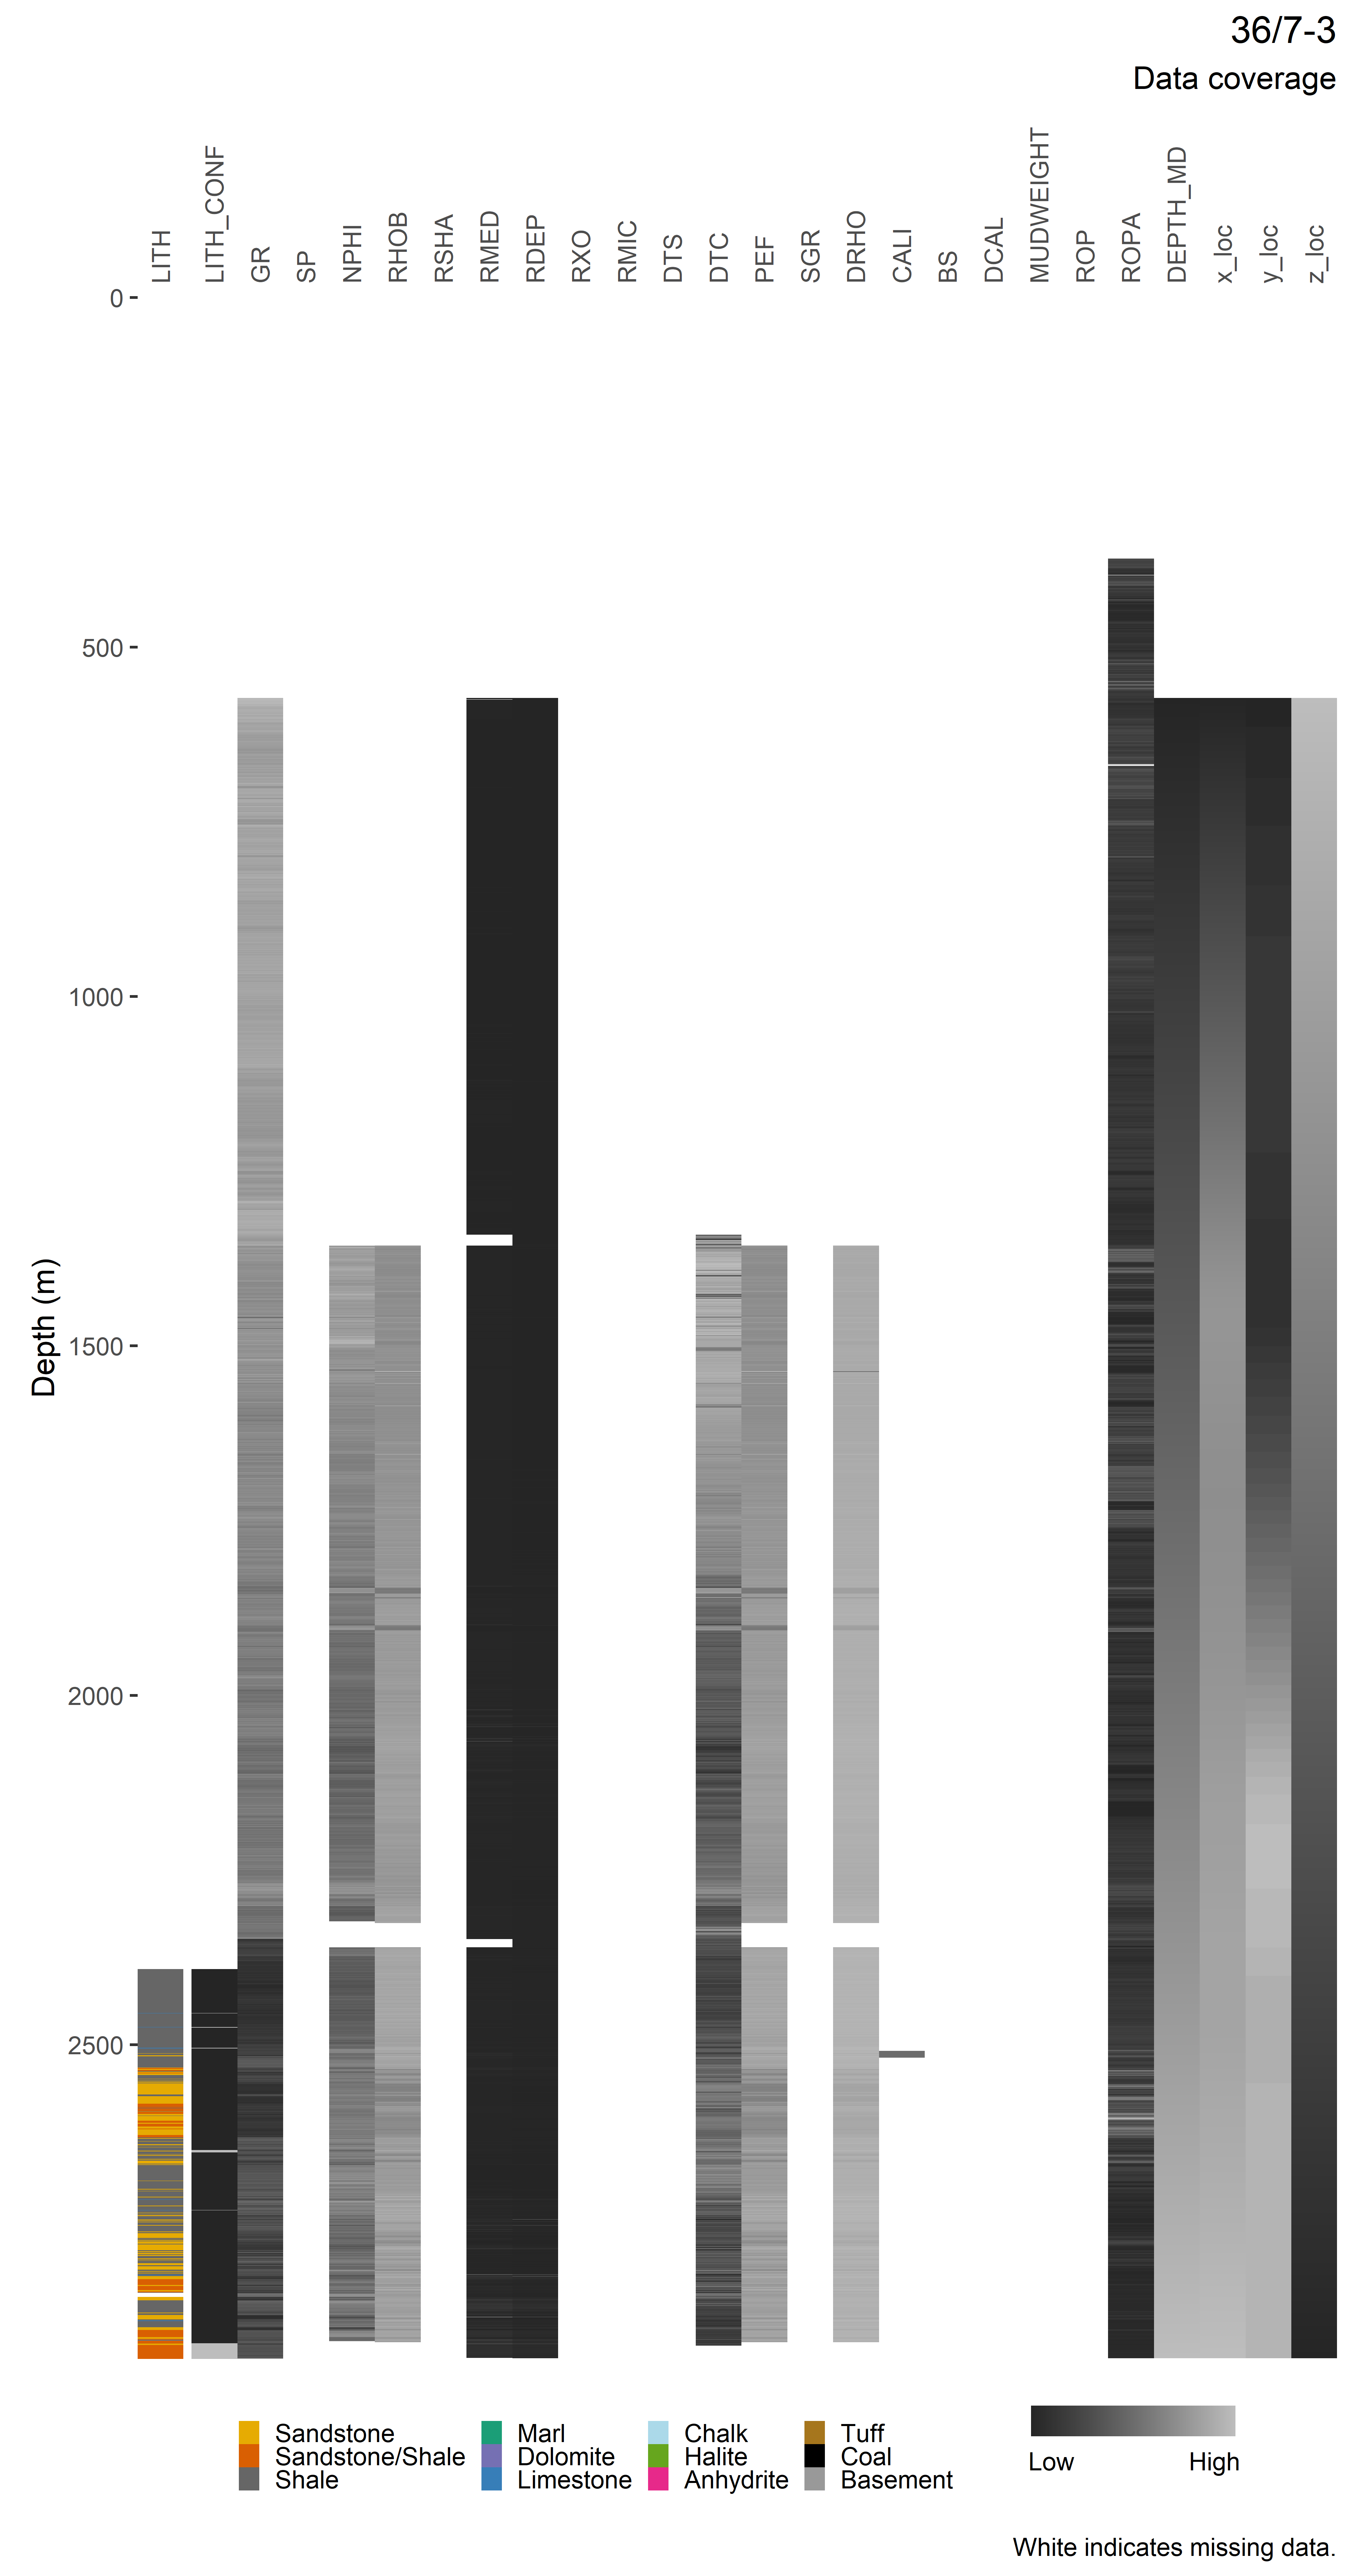 36/7-3
Data coverage
LITH
LITH_CONF
GR
SP
NPHI
RHOB
RSHA
RMED
RDEP
RXO
RMIC
DTS
DTC
PEF
SGR
DRHO
CALI
BS
DCAL
MUDWEIGHT
ROP
ROPA
DEPTH_MD
x_loc
y_loc
z_loc
0
500
1000
1500
2000
2500
Depth (m)
Sandstone
Sandstone/Shale
Shale
Marl
Dolomite
Limestone
Chalk
Halite
Anhydrite
Tuff
Coal
Basement
Low High
White indicates missing data.